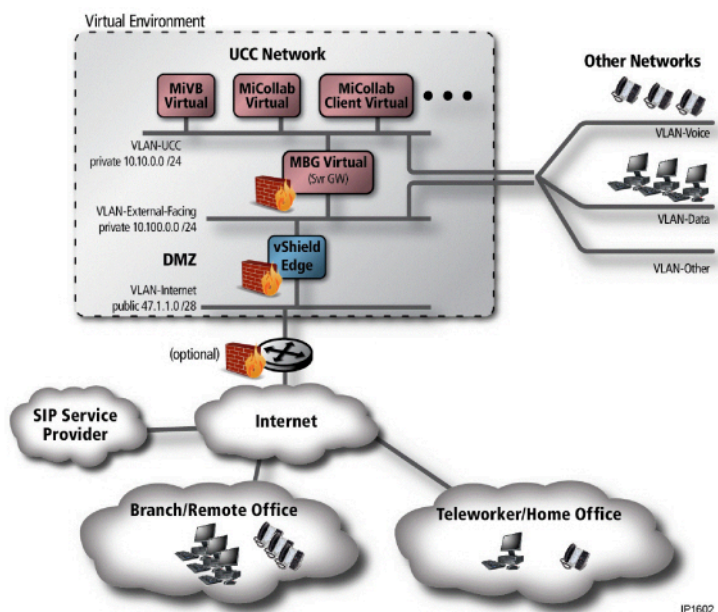 Virtual Environment
UCC Network
MiVB
Virtual
MiCollab
Virtual
MiCollab
Client Virtual
Other Networks
VLAN-UCC
private 10.10.0.0 /24
VLAN-Voice
MBG Virtual
(Svr GW)
VLAN-External-Facing
private 10.100.0.0 /24
VLAN-Data
DMZ
vShield
Edge
VLAN-Internet
public 47.1.1.0 /28
VLAN-Other
(optional)
SIP Service
Provider
Internet
Branch/Remote Office
Teleworker/Home Office
IP1602